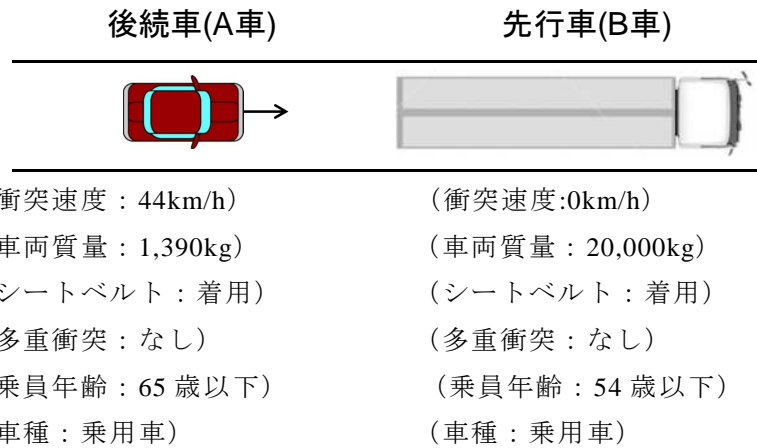 後続車(A車) 先行車(B車)
衝突速度：44km/h） （衝突速度:0km/h）
車両質量：1,390kg） （車両質量：20,000kg）
シートベルト：着用） （シートベルト：着用）
多重衝突：なし） （多重衝突：なし）
乗員年齢：65 歳以下） （乗員年齢：54 歳以下）
車種：乗用車） （車種：乗用車）